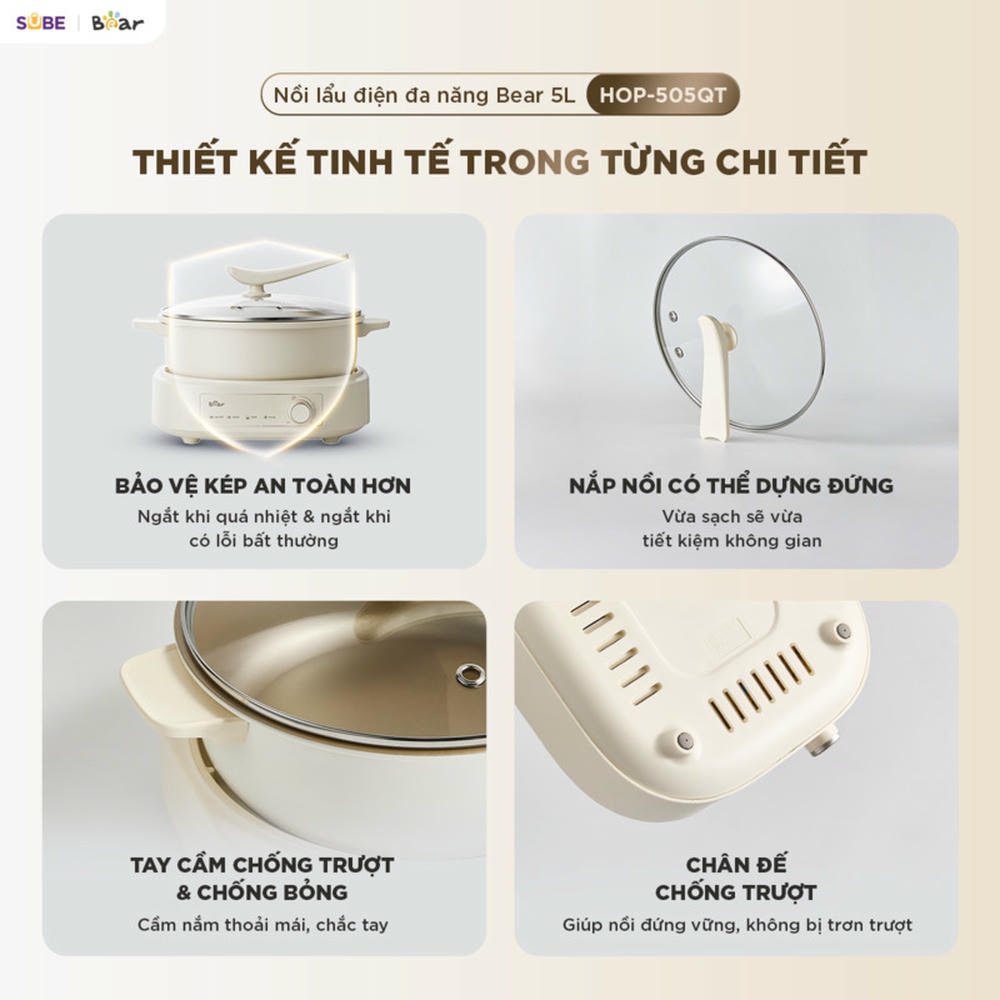 SUBE | Bear
Nồi lẩu điện đa năng Bear 5L HOP-505QT
THIẾT KẾ TINH TẾ TRONG TỪNG CHI TIẾT
Bear
BẢO VỆ KÉP AN TOÀN HƠN
Ngắt khi quá nhiệt & ngắt khi
có lỗi bất thường
NẮP NỒI CÓ THỂ DỰNG ĐỨNG
Vừa sạch sẽ vừa
tiết kiệm không gian
TAY CẦM CHỐNG TRƯỢT
& CHỐNG BỎNG
Cầm nắm thoải mái, chắc tay
CHÂN ĐẾ
CHỐNG TRƯỢT
Giúp nồi đứng vững, không bị trơn trượt